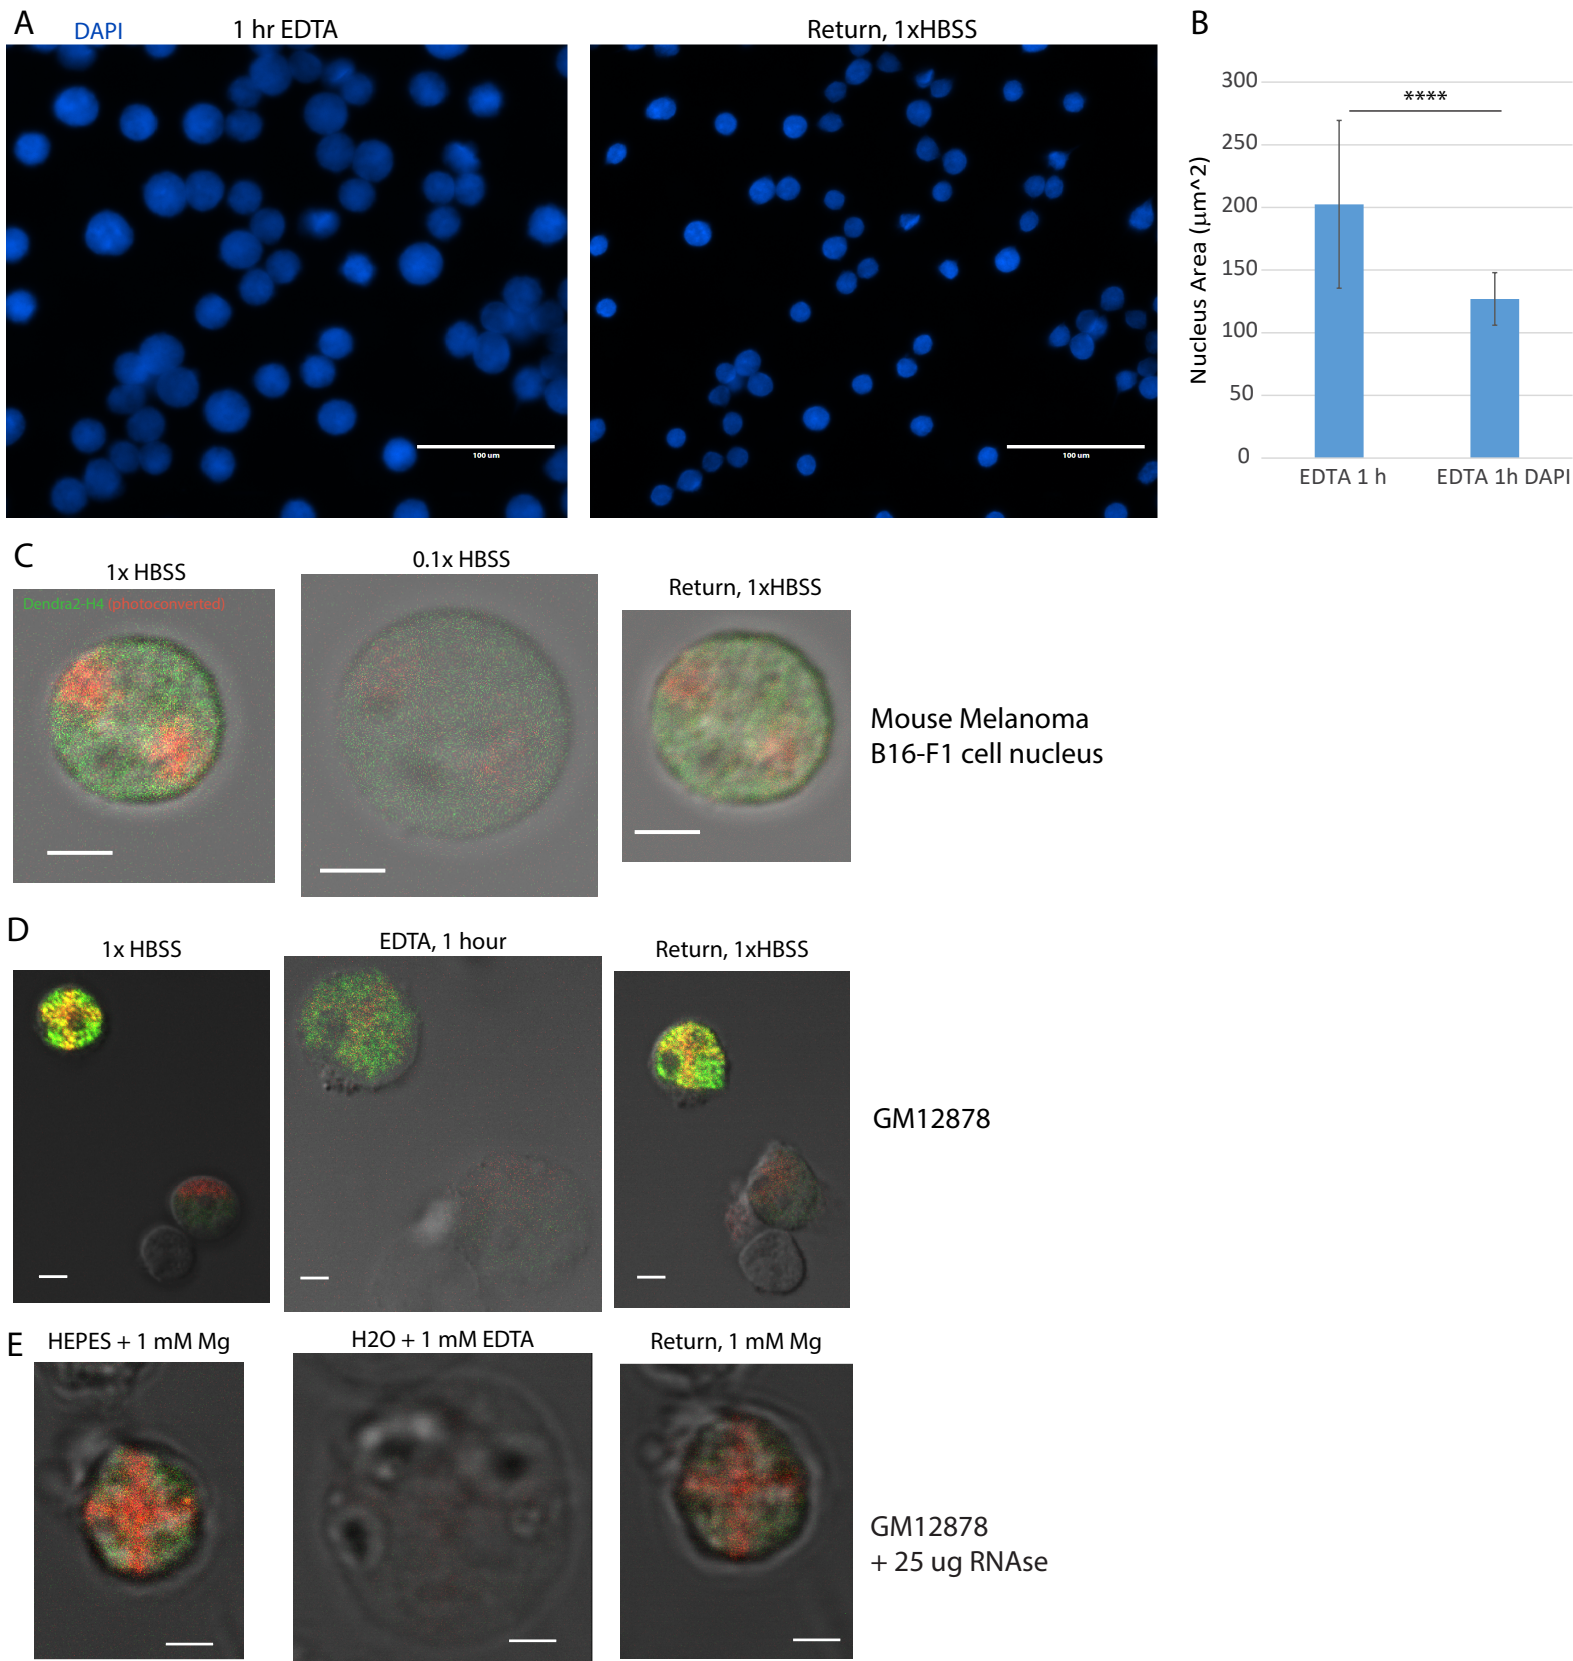 A
DAPI
1 hr EDTA
Return, 1xHBSS
100 um
100 um
B
300
250
200
150
100
50
0
Nucleus Area (μm^2)
****
EDTA 1 h
EDTA 1h DAPI
C
1x HBSS
0.1x HBSS
Return, 1xHBSS
Dendra2-H4 (photoconverted)
Mouse Melanoma
B16-F1 cell nucleus
D
1x HBSS
EDTA, 1 hour
Return, 1xHBSS
GM12878
E
HEPES + 1 mM Mg
H2O + 1 mM EDTA
Return, 1 mM Mg
GM12878
+ 25 ug RNAse